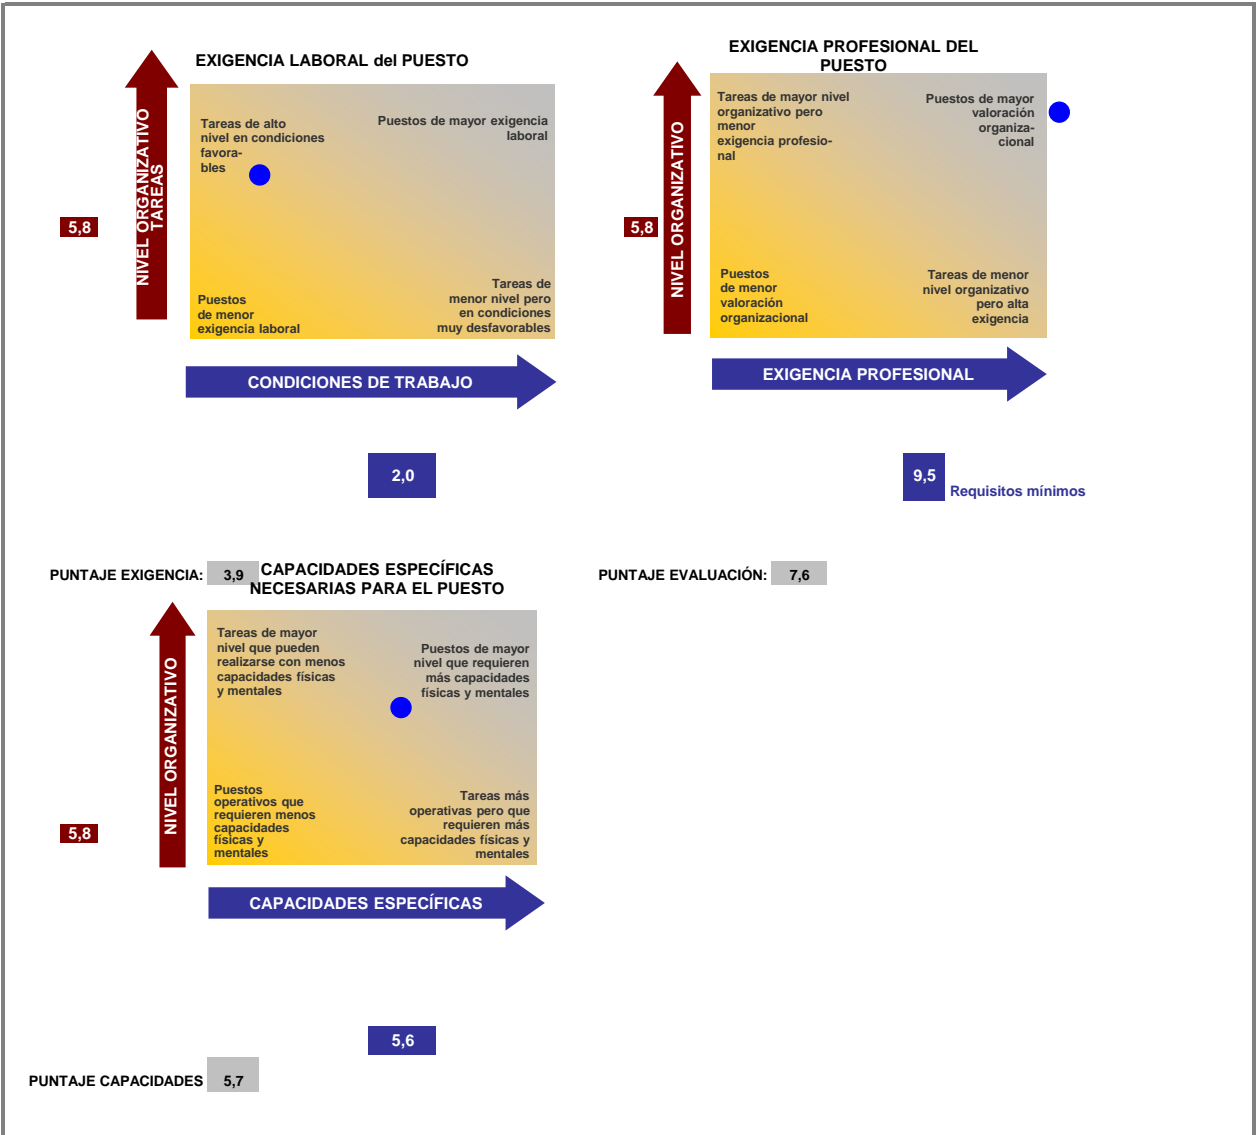 EXIGENCIA LABORAL del PUESTO
NIVEL ORGANIZATIVO
TAREAS
Tareas de alto
nivel en condiciones
favora-
bles
Puestos de mayor exigencia
laboral
5,8
Puestos
de menor
exigencia laboral
Tareas de
menor nivel pero
en condiciones
muy desfavorables
CONDICIONES DE TRABAJO
2,0
PUNTAJE EXIGENCIA: 3,9
EXIGENCIA PROFESIONAL DEL
PUESTO
NIVEL ORGANIZATIVO
Tareas de mayor nivel
organizativo pero
menor
exigencia profesio-
nal
Puestos de mayor
valoración
organiza-
cional
5,8
Puestos
de menor
valoración
organizacional
Tareas de menor
nivel organizativo
pero alta
exigencia
EXIGENCIA PROFESIONAL
9,5
Requisitos mínimos
PUNTAJE EVALUACIÓN: 7,6
CAPACIDADES ESPECÍFICAS
NECESARIAS PARA EL PUESTO
NIVEL ORGANIZATIVO
Tareas de mayor
nivel que pueden
realizarse con menos
capacidades físicas
y mentales
Puestos de mayor
nivel que requieren
más capacidades
físicas y mentales
5,8
Puestos
operativos que
requieren menos
capacidades
físicas y
mentales
Tareas más
operativas pero que
requieren más
capacidades físicas y
mentales
CAPACIDADES ESPECÍFICAS
5,6
PUNTAJE CAPACIDADES 5,7